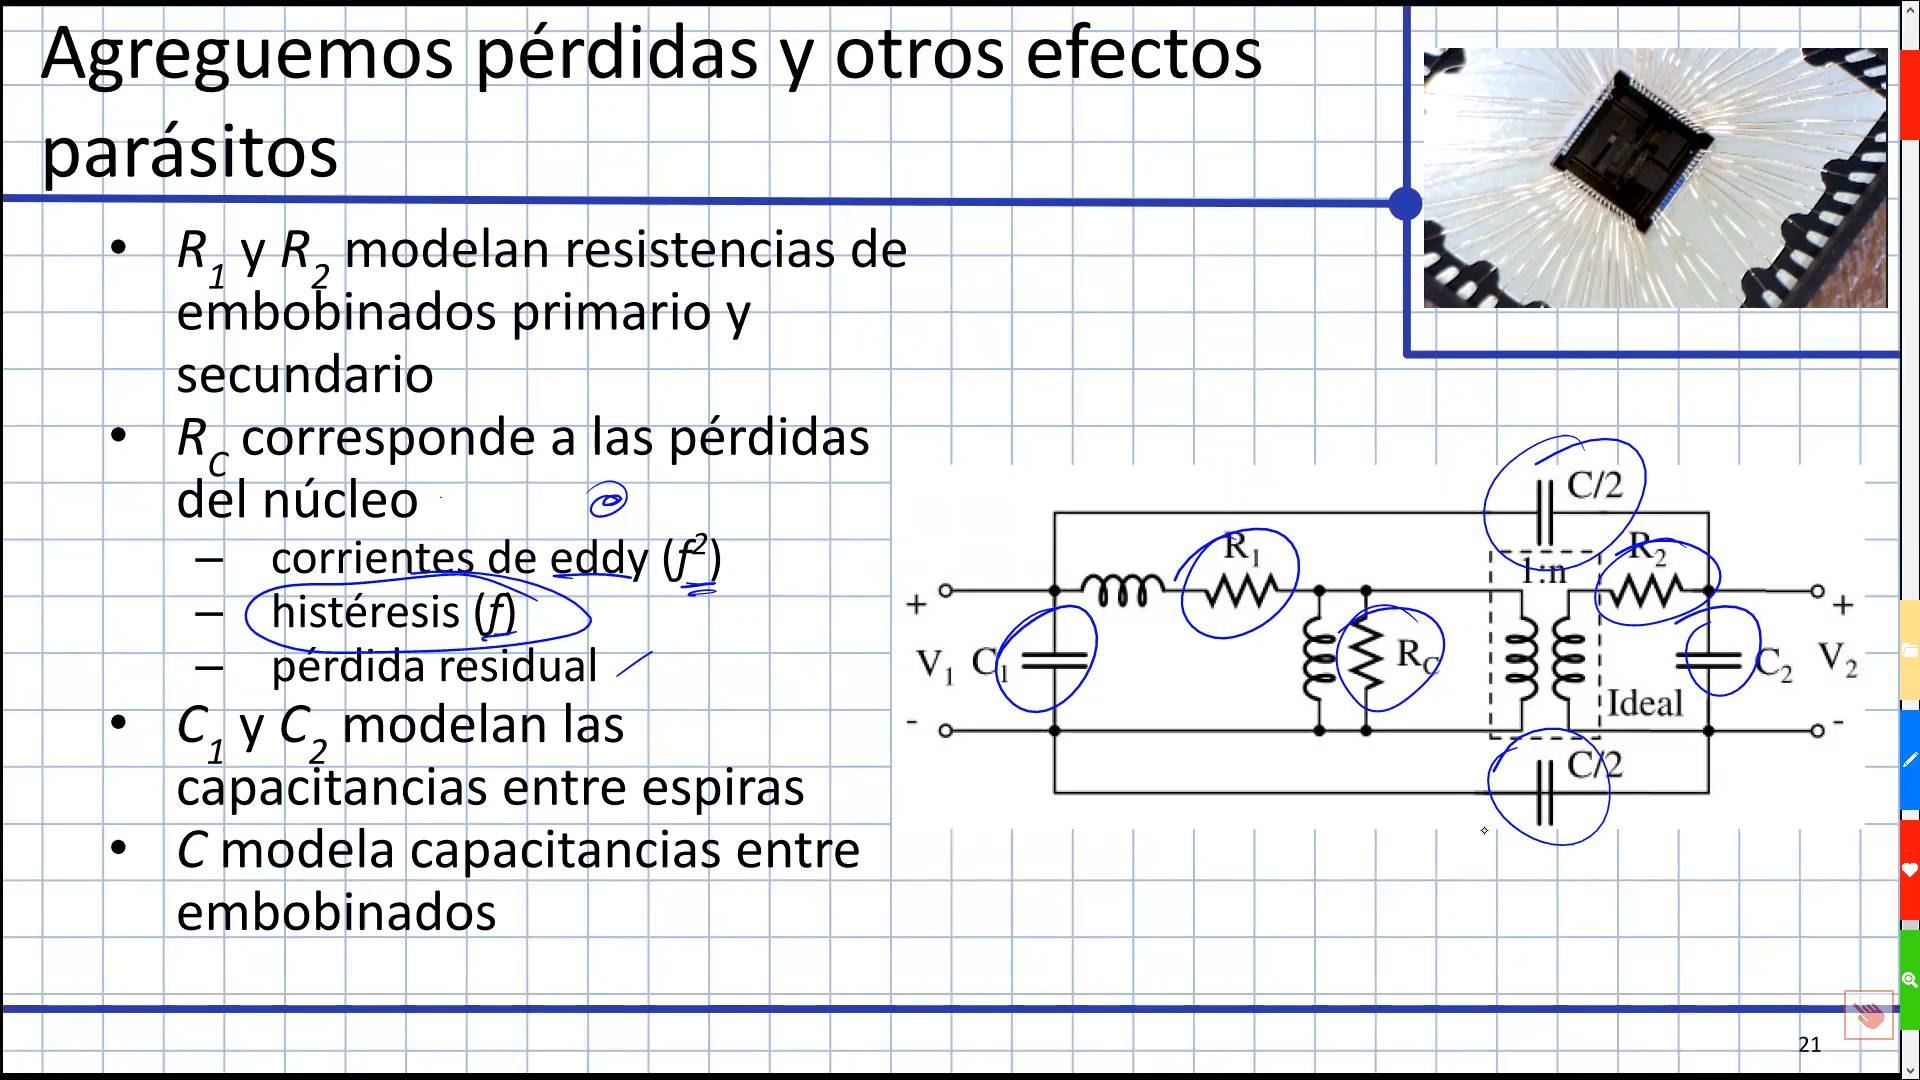 Agreguemos pérdidas y otros efectos
parásitos
• R1 y R2 modelan resistencias de
embobinados primario y
secundario
• RC corresponde a las pérdidas
del núcleo
– corrientes de eddy (f²)
– histéresis (f)
– pérdida residual
• C1 y C2 modelan las
capacitancias entre espiras
• C modela capacitancias entre
embobinados
C/2
R1
1:n
R2
+
+
V1
C1
RC
C2
V2
Ideal
-
-
C/2
21